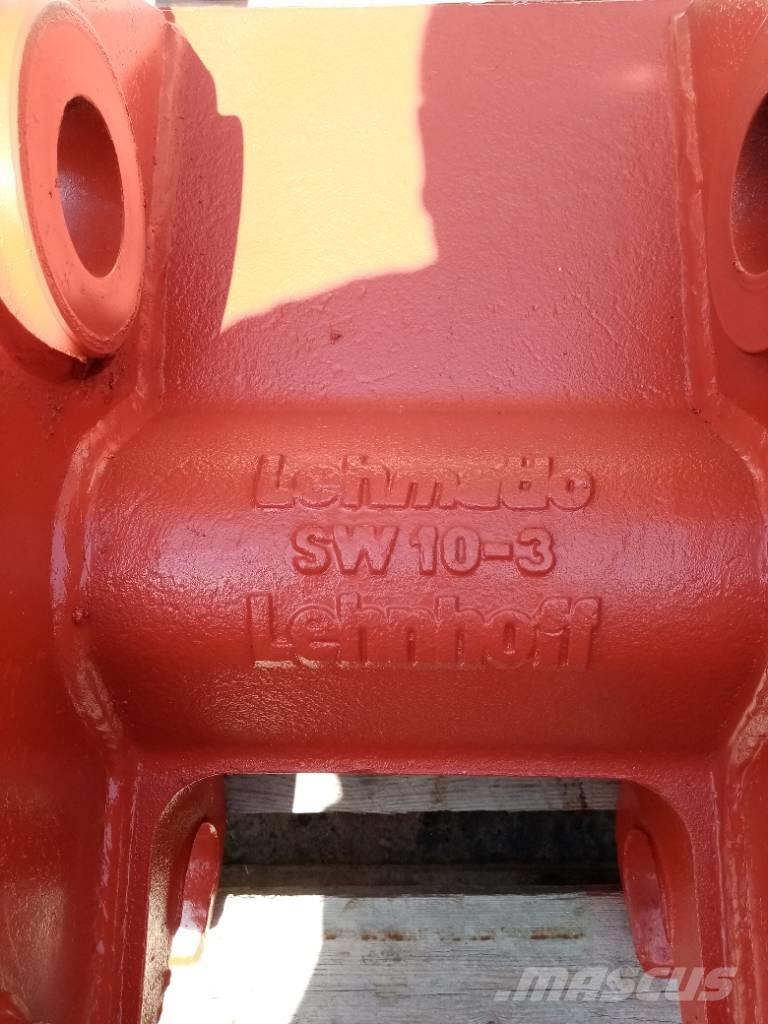 Lehmatic
SW 10-3
Lehnhoff
MASCUS